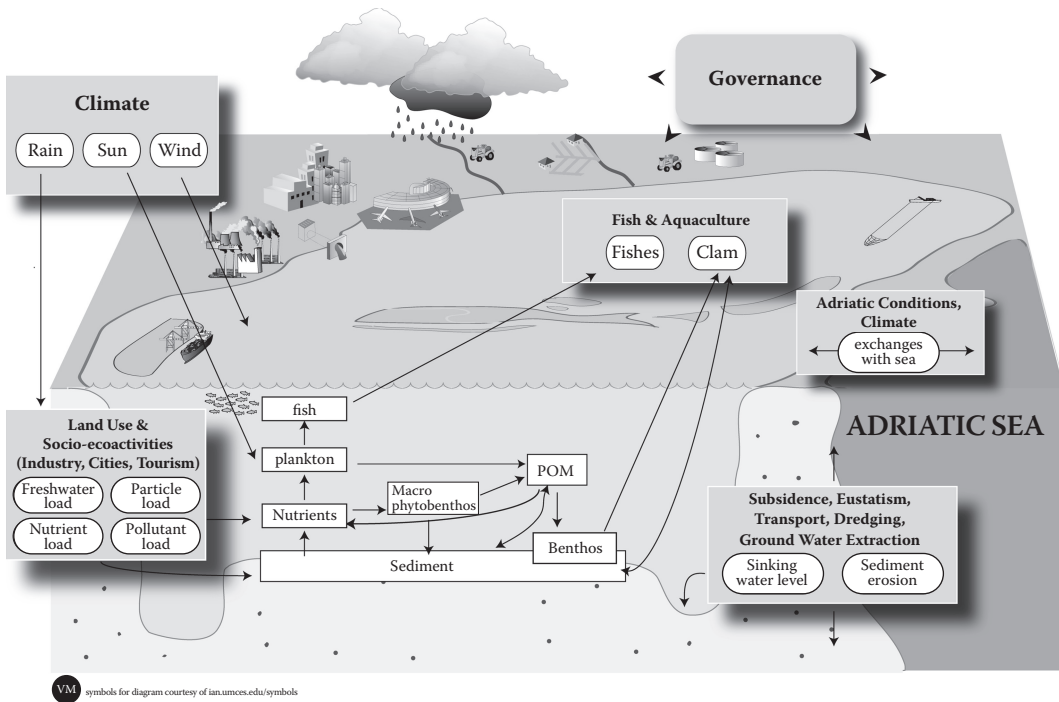 Governance
Climate
Rain
Sun
Wind
Fish & Aquaculture
Fishes
Clam
Adriatic Conditions,
Climate
exchanges
with sea
ADRIATIC SEA
fish
plankton
Nutrients
Macro
phytobenthos
POM
Benthos
Sediment
Land Use &
Socio-ecoactivities
(Industry, Cities, Tourism)
Freshwater
load
Particle
load
Nutrient
load
Pollutant
load
Subsidence, Eustatism,
Transport, Dredging,
Ground Water Extraction
Sinking
water level
Sediment
erosion
VM
symbols for diagram courtesy of ian.umces.edu/symbols